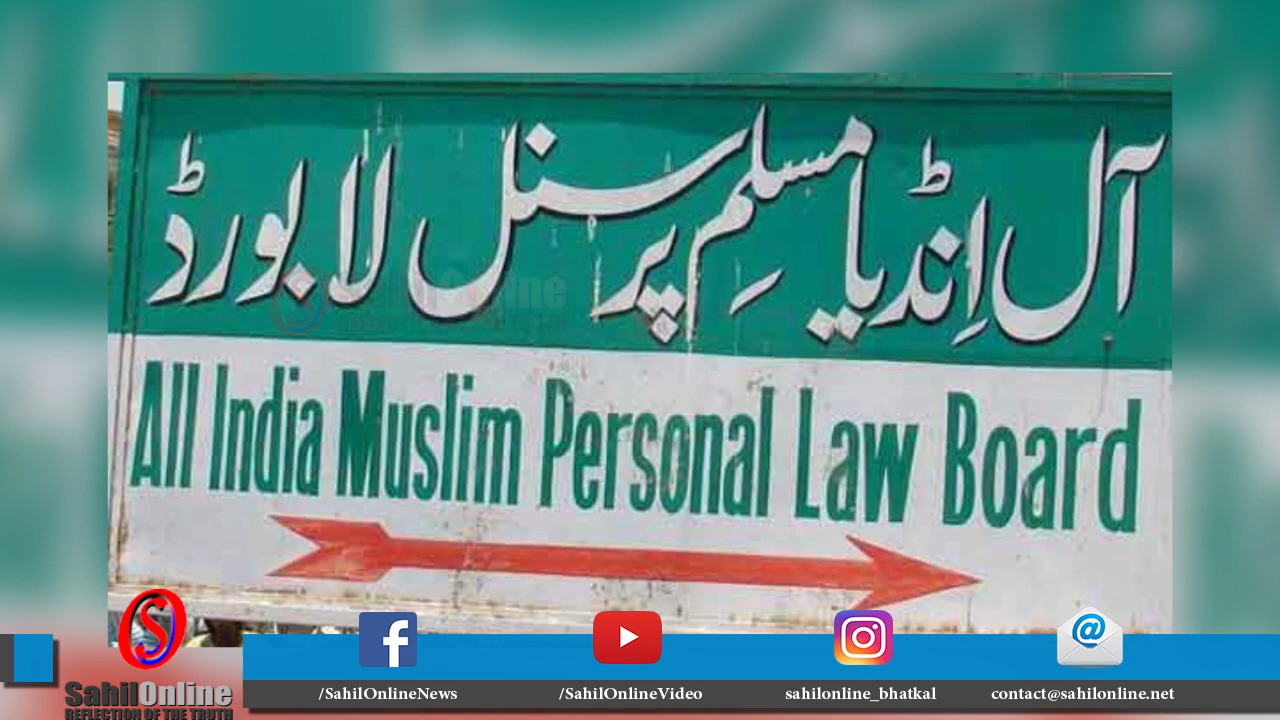 آل اِنڈیا مسلِم پرسنل لا بورڈ
All India Muslim Personal Law Board
SahilOnline
REFLECTION OF THE TRUTH
/SahilOnlineNews
/SahilOnlineVideo
sahilonline_bhatkal
contact@sahilonline.net